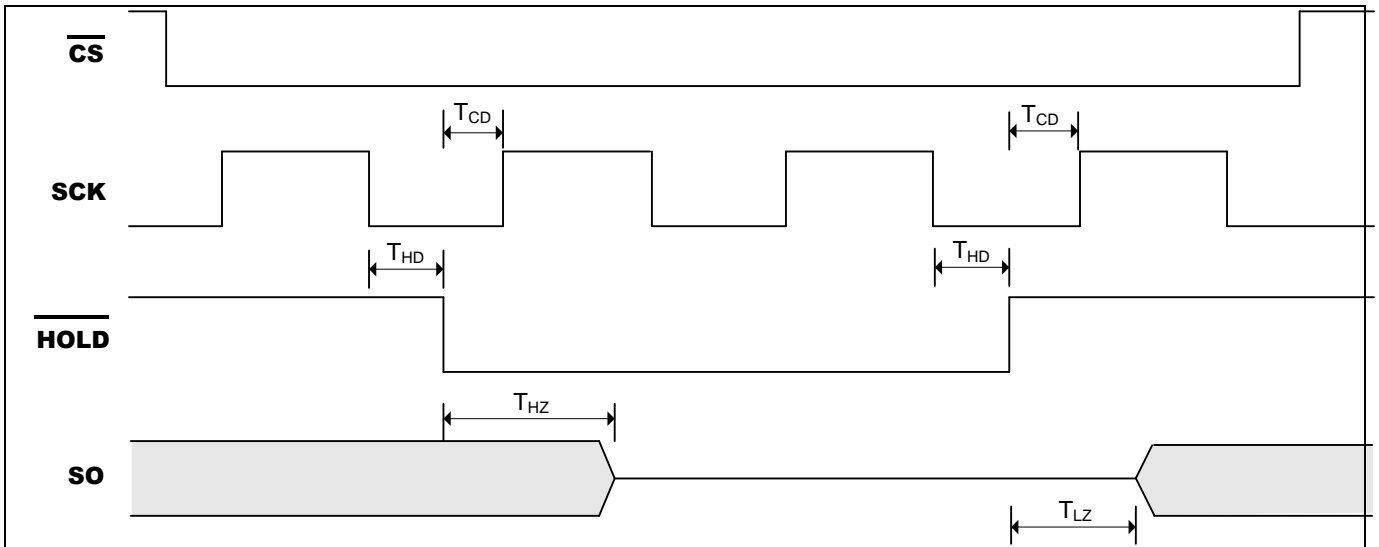 CS
T_CD T_CD
SCK
T_HD T_HD
HOLD
T_HZ
SO
T_LZ